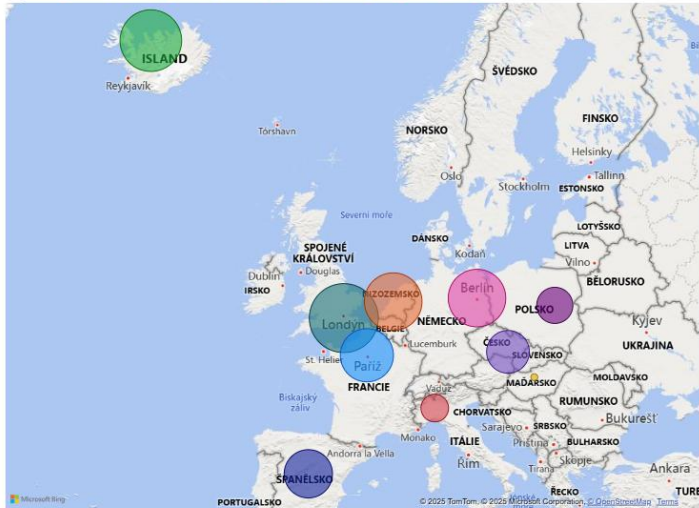 ISLAND
Reykjavík
Tórshavn
ŠVÉDSKO
FINSKO
NORSKO
Helsinky
Oslo
Stockholm
Tallinn
ESTONSKO
Severní moře
LOTYŠSKO
DÁNSKO
Kodaň
LITVA
Vilno
SPOJENÉ
KRÁLOVSTVÍ
Douglas
Dublin
IRSKO
BĚLORUSKO
NIZOZEMSKO
Berlín
POLSKO
Londýn
BELGIE
NĚMECKO
Kyjev
UKRAJINA
Lucemburk
ČESKO
SLOVENSKO
St. Helier
Paříž
FRANCIE
Vaduz
MAĎARSKO
MOLDAVSKO
RUMUNSKO
Biskajský
záliv
CHORVATSKO
Bukurešť
Sarajevo
SRBSKO
Monako
ITÁLIE
Priština
BULHARSKO
Andorra la Vella
Řím
Skopje
Tirana
Ankara
ŠPANĚLSKO
PORTUGALSKO
ŘECKO
TURE
Microsoft Bing
© 2025 TomTom, © 2025 Microsoft Corporation, © OpenStreetMap Terms